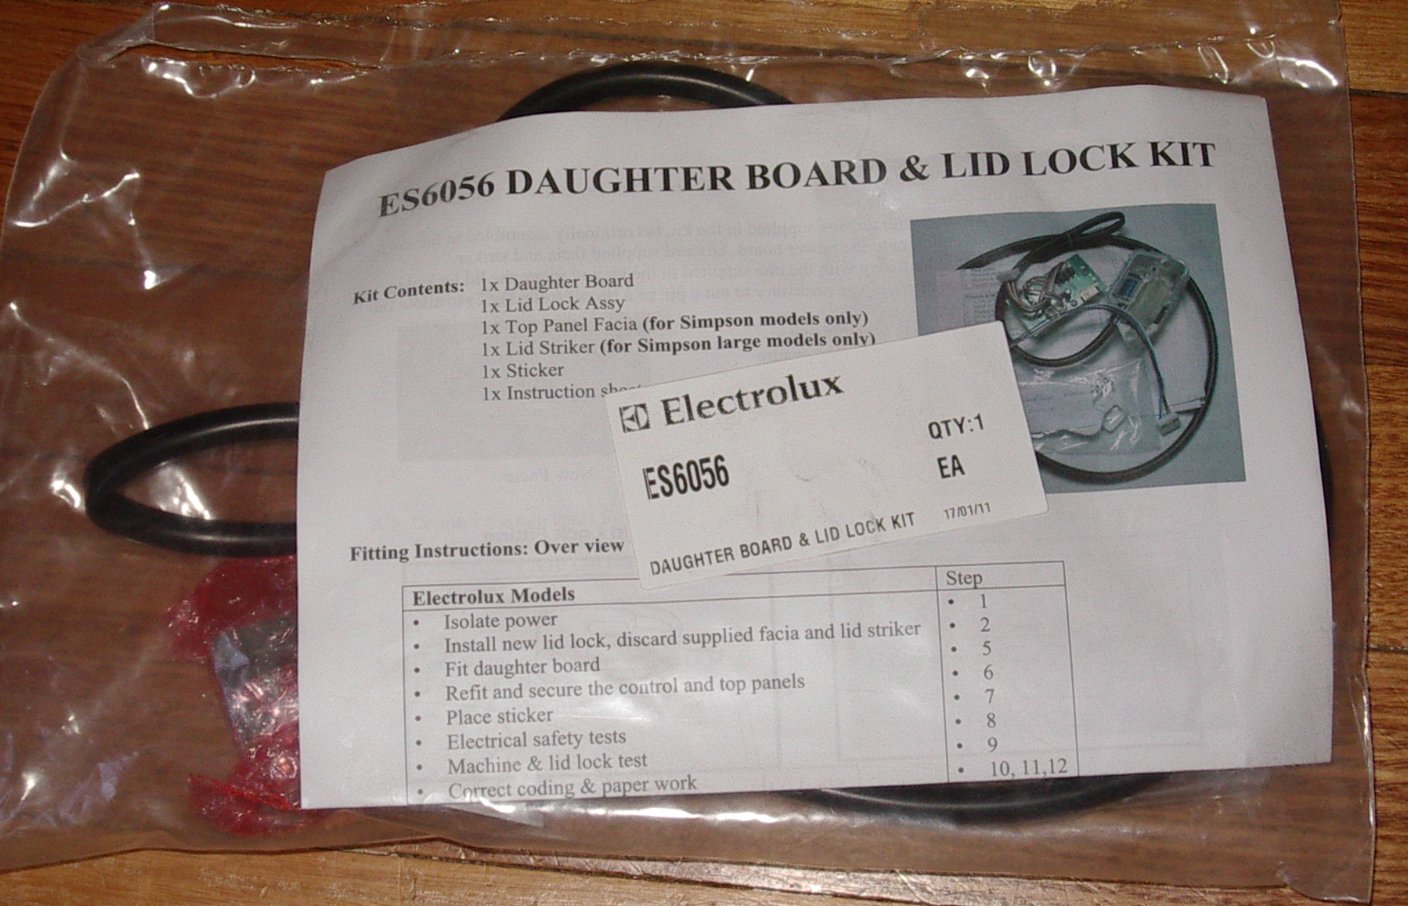 ES6056 DAUGHTER BOARD & LID LOCK KIT
Kit Contents: 1x Daughter Board
1x Lid Lock Assy
1x Top Panel Facia (for Simpson models only)
1x Lid Striker (for Simpson large models only)
1x Sticker
1x Instruction
Electrolux
QTY:1
ES6056
EA
DAUGHTER BOARD & LID LOCK KIT 17/01/11
Fitting Instructions: Over view
Electrolux Models Step
• Isolate power • 1
• Install new lid lock, discard supplied facia and lid striker • 2
• Fit daughter board • 5
• Refit and secure the control and top panels • 6
• Place sticker • 7
• Electrical safety tests • 8
• Machine & lid lock test • 9
• Correct coding & paper work • 10, 11,12